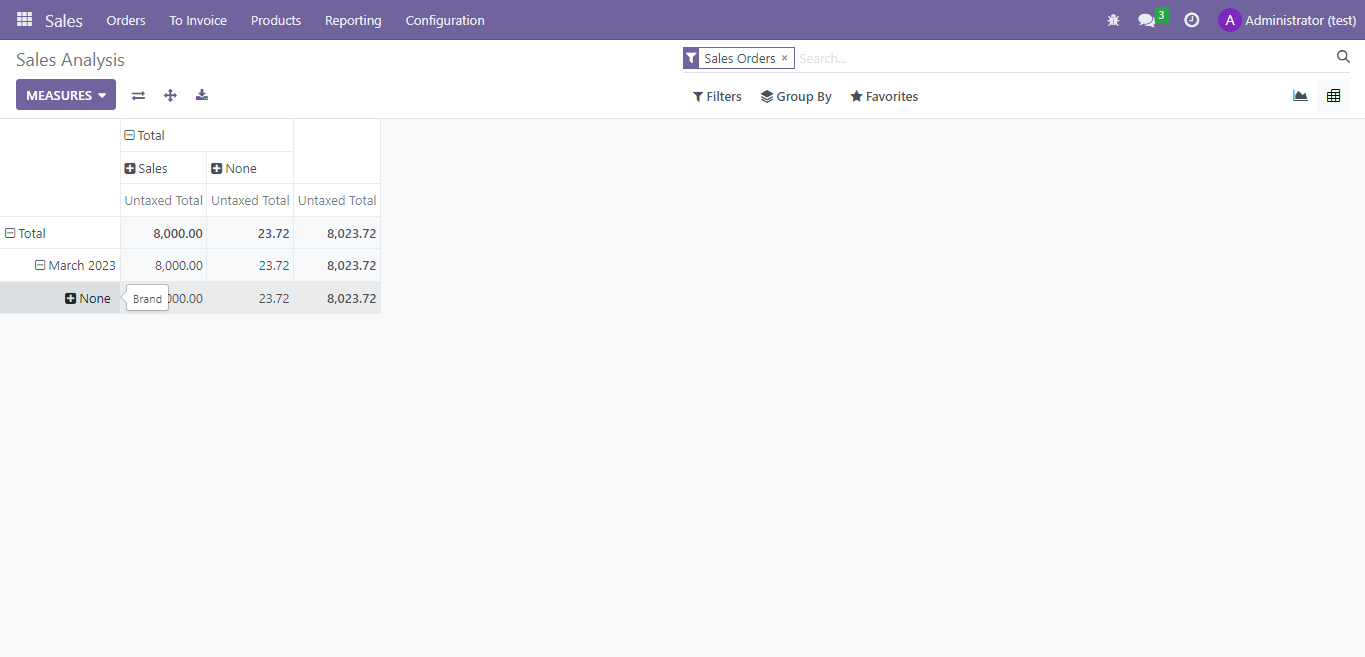 Sales Orders To Invoice Products Reporting Configuration 3 A Administrator (test)
Sales Analysis
Sales Orders × Search...
MEASURES
Filters Group By Favorites
Total
Sales None
Untaxed Total Untaxed Total Untaxed Total
Total 8,000.00 23.72 8,023.72
March 2023 8,000.00 23.72 8,023.72
None Brand 000.00 23.72 8,023.72